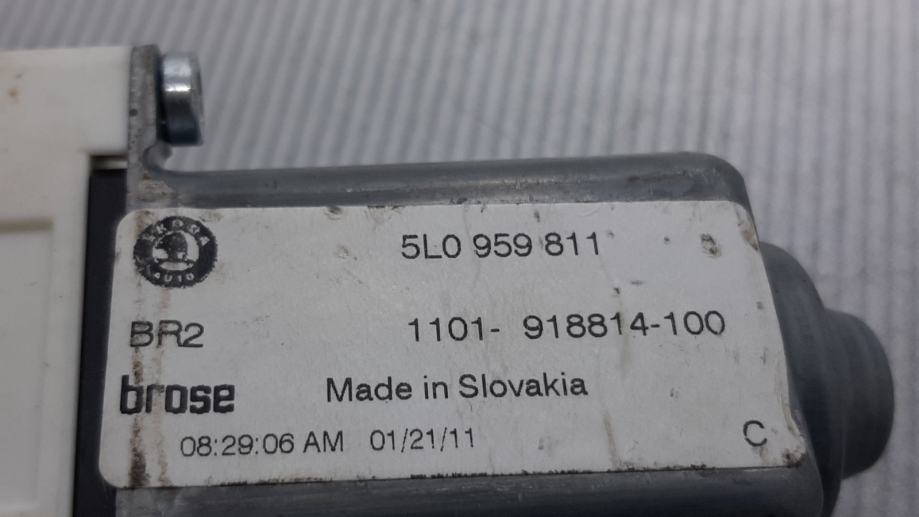 ŠKODA
AUTO
5L0 959 811
BR2
1101- 918814-100
brose
Made in Slovakia
08:29:06 AM 01/21/11
C